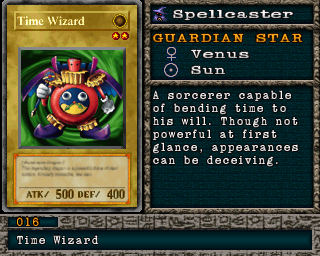 Time Wizard
ATK/ 500 DEF/ 400
Spellcaster
GUARDIAN STAR
Venus
Sun
A sorcerer capable
of bending time to
his will. Though not
powerful at first
glance, appearances
can be deceiving.
016
Time Wizard